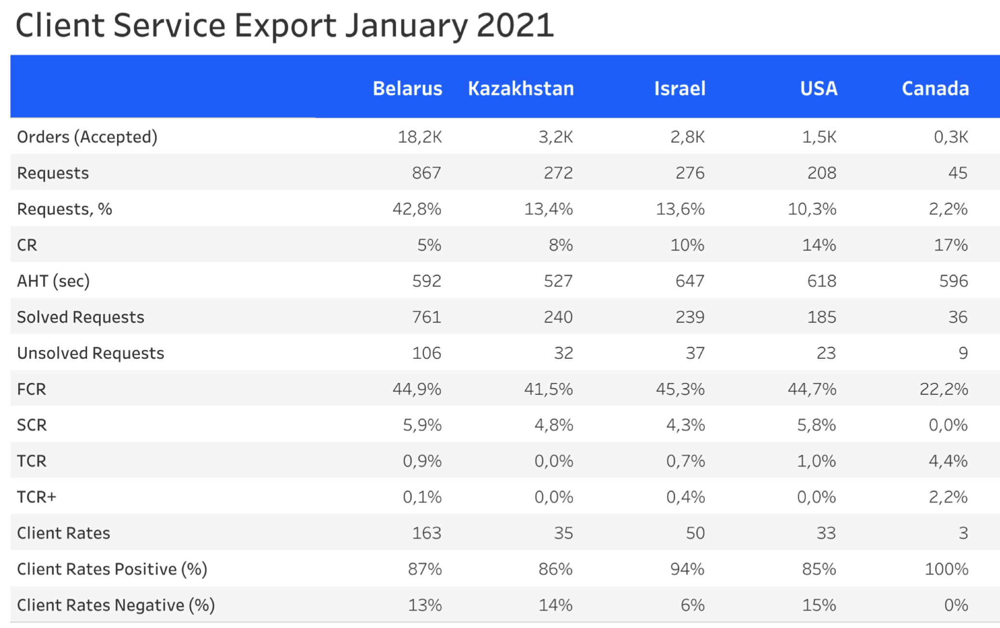 Client Service Export January 2021
Belarus Kazakhstan Israel USA Canada
Orders (Accepted) 18,2K 3,2K 2,8K 1,5K 0,3K
Requests 867 272 276 208 45
Requests, % 42,8% 13,4% 13,6% 10,3% 2,2%
CR 5% 8% 10% 14% 17%
AHT (sec) 592 527 647 618 596
Solved Requests 761 240 239 185 36
Unsolved Requests 106 32 37 23 9
FCR 44,9% 41,5% 45,3% 44,7% 22,2%
SCR 5,9% 4,8% 4,3% 5,8% 0,0%
TCR 0,9% 0,0% 0,7% 1,0% 4,4%
TCR+ 0,1% 0,0% 0,4% 0,0% 2,2%
Client Rates 163 35 50 33 3
Client Rates Positive (%) 87% 86% 94% 85% 100%
Client Rates Negative (%) 13% 14% 6% 15% 0%